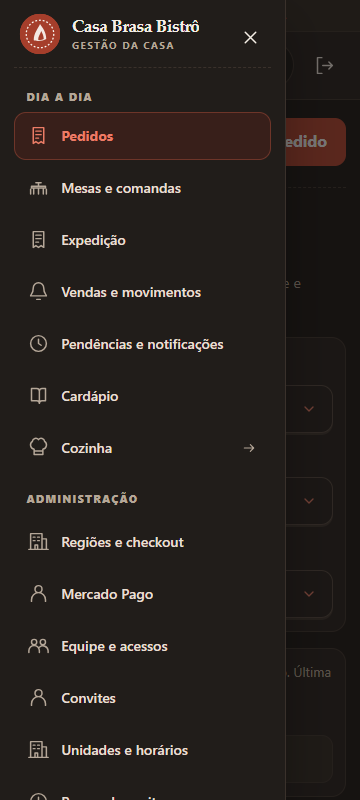 Casa Brasa Bistrô
GESTÃO DA CASA
DIA A DIA
Pedidos
edido
Mesas e comandas
Expedição
Vendas e movimentos
e e
Pendências e notificações
Cardápio
Cozinha
ADMINISTRAÇÃO
Regiões e checkout
Mercado Pago
Equipe e acessos
. Última
Convites
Unidades e horários